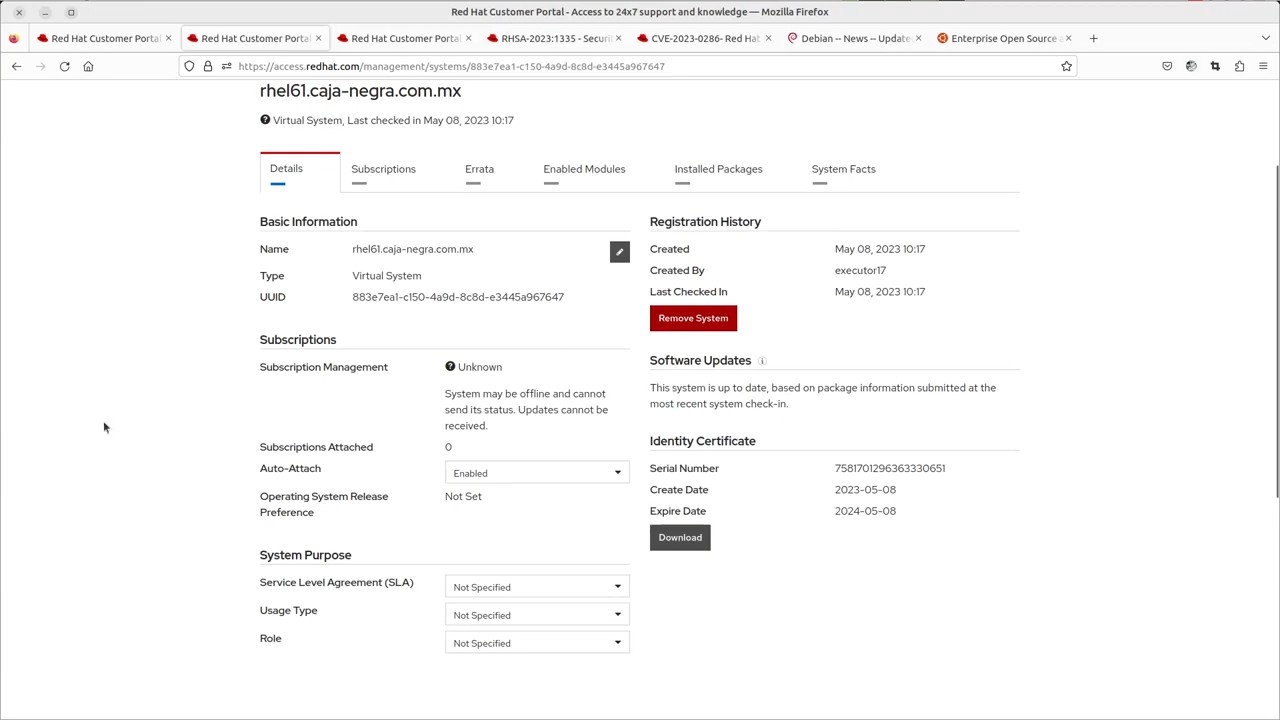 Red Hat Customer Portal - Access to 24x7 support and knowledge — Mozilla Firefox
Red Hat Customer Portal
Red Hat Customer Portal
Red Hat Customer Portal
RHSA-2023:1335 - Securi
CVE-2023-0286- Red Hat
Debian -- News -- Update
Enterprise Open Source a
https://access.redhat.com/management/systems/883e7ea1-c150-4a9d-8c8d-e3445a967647
rhel61.caja-negra.com.mx
Virtual System, Last checked in May 08, 2023 10:17
Details
Subscriptions
Errata
Enabled Modules
Installed Packages
System Facts
Basic Information
Name rhel61.caja-negra.com.mx
Type Virtual System
UUID 883e7ea1-c150-4a9d-8c8d-e3445a967647
Subscriptions
Subscription Management Unknown
System may be offline and cannot
send its status. Updates cannot be
received.
Subscriptions Attached 0
Auto-Attach Enabled
Operating System Release Not Set
Preference
System Purpose
Service Level Agreement (SLA) Not Specified
Usage Type Not Specified
Role Not Specified
Registration History
Created May 08, 2023 10:17
Created By executor17
Last Checked In May 08, 2023 10:17
Remove System
Software Updates
This system is up to date, based on package information submitted at the
most recent system check-in.
Identity Certificate
Serial Number 7581701296363330651
Create Date 2023-05-08
Expire Date 2024-05-08
Download